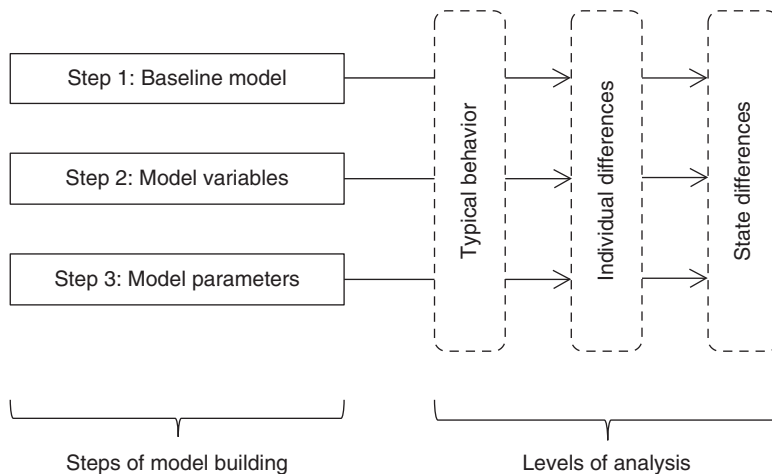 Step 1: Baseline model
Step 2: Model variables
Step 3: Model parameters
Typical behavior
Individual differences
State differences
Steps of model building
Levels of analysis